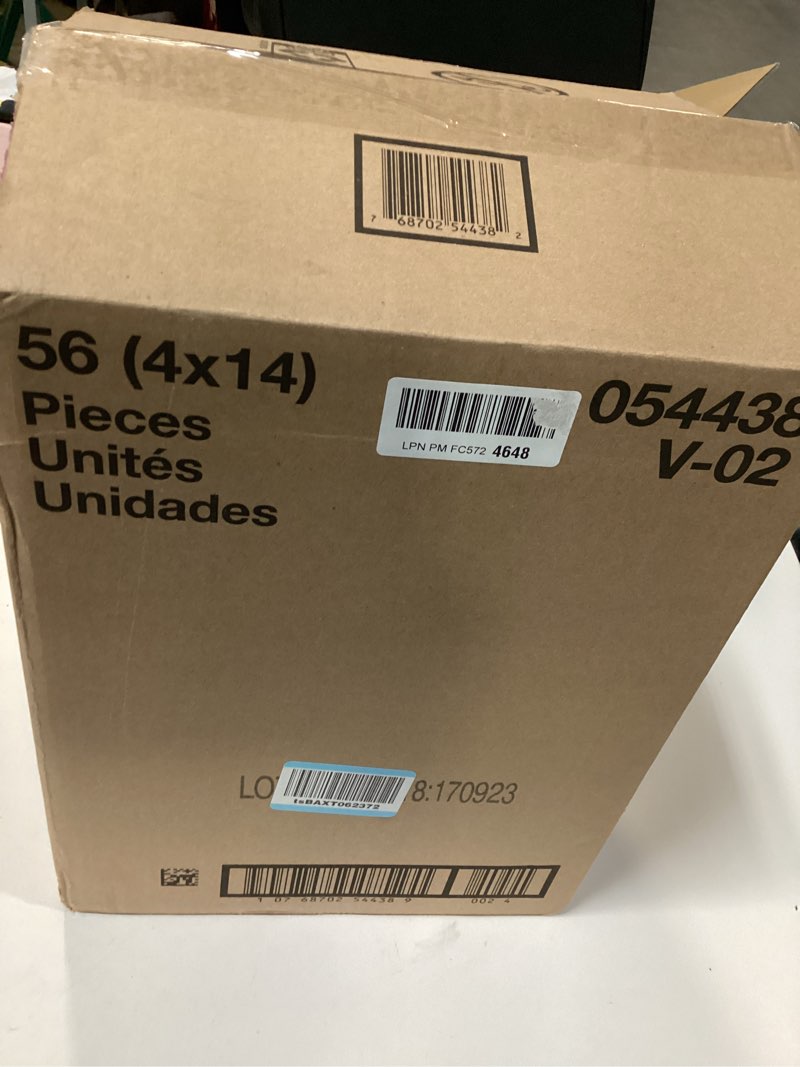 7 68702 54438 2
56 (4x14)
Pieces
Unités
Unidades
LPN PM FC572 4648
054438
V-02
LO
8:170923
tsBAXT062372
1 07 68702 54438 9 002 4